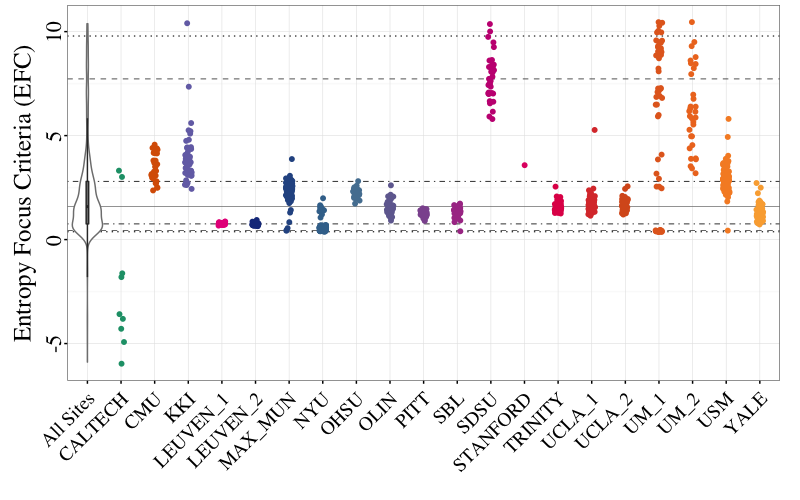 Entropy Focus Criteria (EFC)
10
5
0
-5
All Sites
CALTECH
CMU
KKI
LEUVEN_1
LEUVEN_2
MAX_MUN
NYU
OHSU
OLIN
PITT
SBL
SDSU
STANFORD
TRINITY
UCLA_1
UCLA_2
UM_1
UM_2
USM
YALE